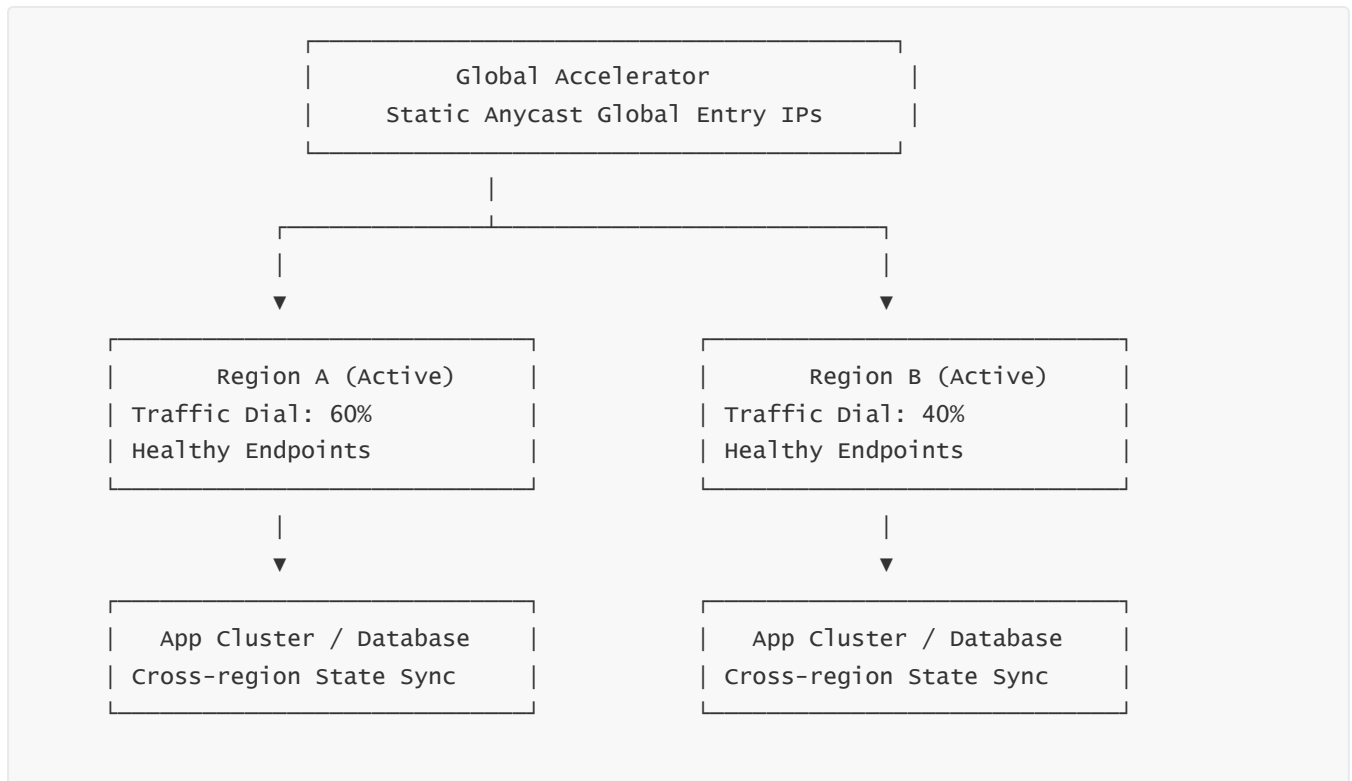 Global Accelerator
Static Anycast Global Entry IPs
Region A (Active) Region B (Active)
Traffic Dial: 60% Traffic Dial: 40%
Healthy Endpoints Healthy Endpoints
App Cluster / Database App Cluster / Database
Cross-region State Sync Cross-region State Sync